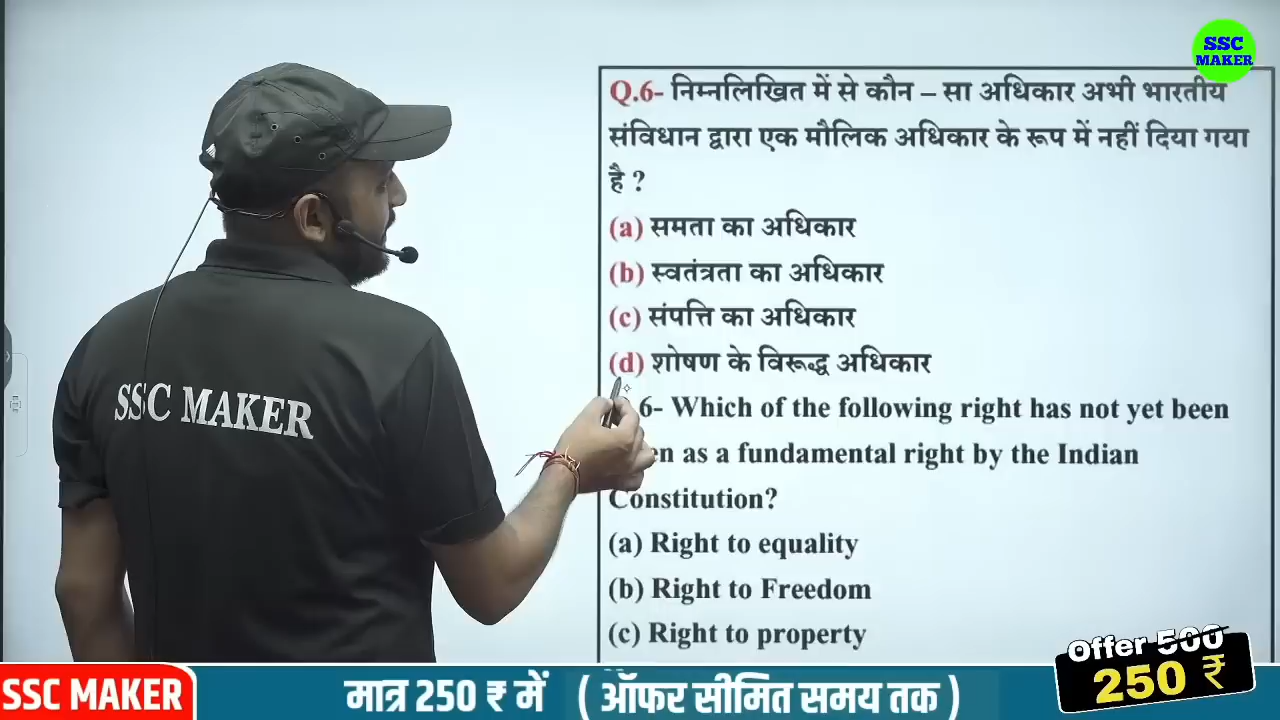 SSC
MAKER
Q.6- निम्नलिखित में से कौन – सा अधिकार अभी भारतीय
संविधान द्वारा एक मौलिक अधिकार के रूप में नहीं दिया गया
है ?
(a) समता का अधिकार
(b) स्वतंत्रता का अधिकार
(c) संपत्ति का अधिकार
(d) शोषण के विरूद्ध अधिकार
6- Which of the following right has not yet been
as a fundamental right by the Indian
Constitution?
(a) Right to equality
(b) Right to Freedom
(c) Right to property
SSC MAKER
SSC MAKER
मात्र 250 ₹ में ( ऑफर सीमित समय तक )
Offer 500
250 ₹